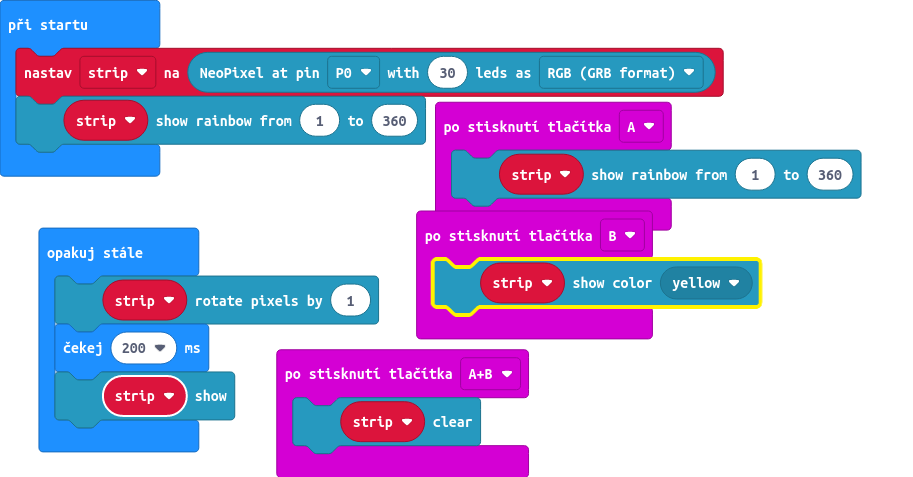 při startu
nastav strip na NeoPixel at pin P0 with 30 leds as RGB (GRB format)
strip show rainbow from 1 to 360
po stisknutí tlačítka A
strip show rainbow from 1 to 360
po stisknutí tlačítka B
strip show color yellow
opakuj stále
strip rotate pixels by 1
čekej 200 ms
strip show
po stisknutí tlačítka A+B
strip clear